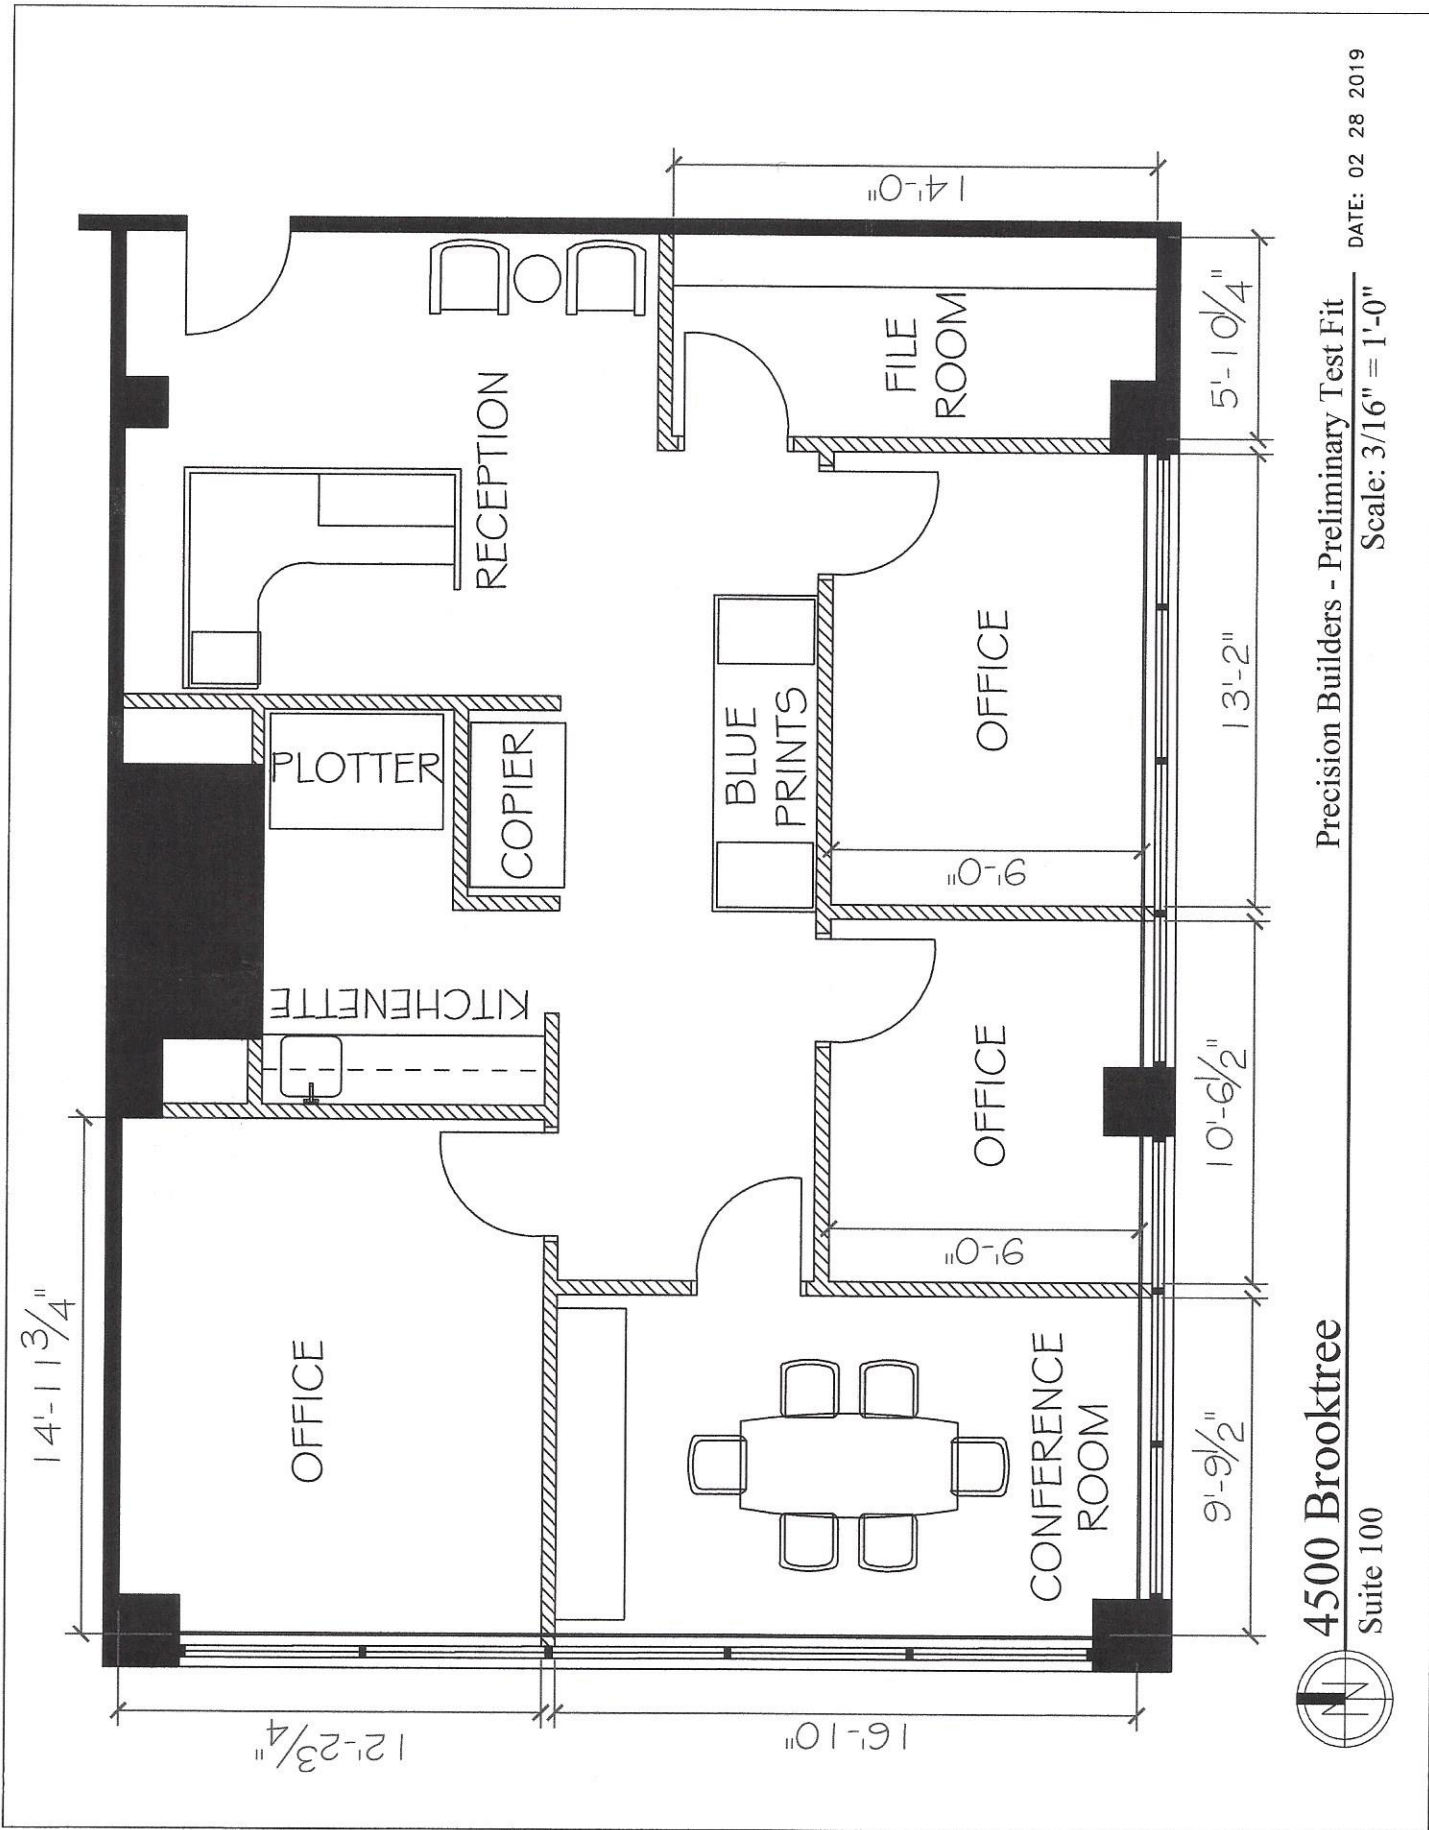 14'-11 3/4"
12'-2 3/4"
16'-10"
OFFICE
KITCHENETTE
PLOTTER
COPIER
RECEPTION
BLUE
PRINTS
FILE
ROOM
14'-0"
CONFERENCE
ROOM
OFFICE
9'-0"
OFFICE
9'-0"
9'-9 1/2"
10'-6 1/2"
13'-2"
5'-10 1/4"
N
4500 Brooktree
Suite 100
Precision Builders - Preliminary Test Fit
Scale: 3/16" = 1'-0"
DATE: 02 28 2019